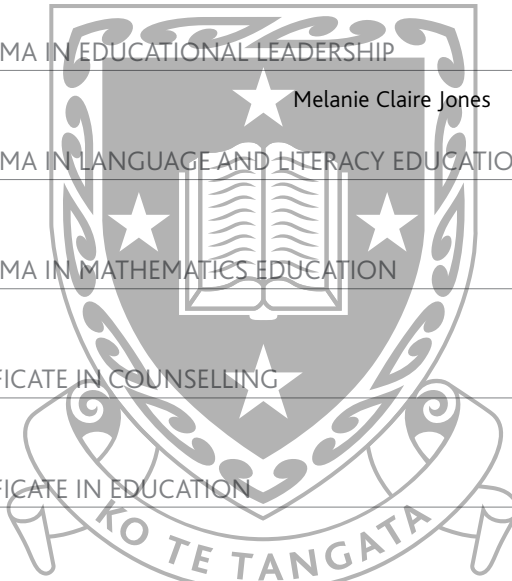 MA IN EDUCATIONAL LEADERSHIP
Melanie Claire Jones
MA IN LANGUAGE AND LITERACY EDUCATIO
MA IN MATHEMATICS EDUCATION
FICATE IN COUNSELLING
FICATE IN EDUCATION
KO TE TANGATA